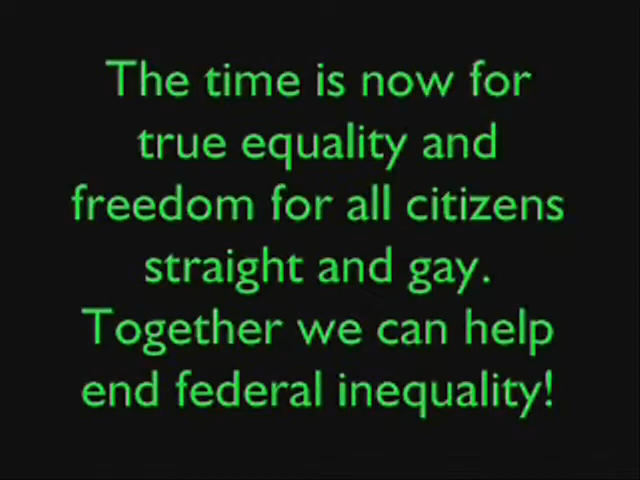 The time is now for
true equality and
freedom for all citizens
straight and gay.
Together we can help
end federal inequality!